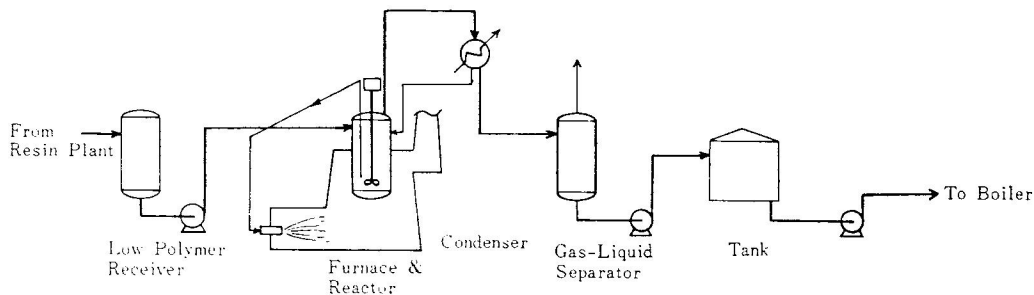 From
Resin Plant
Low Polymer
Receiver
Furnace &
Reactor
Condenser
Gas-Liquid
Separator
Tank
To Boiler